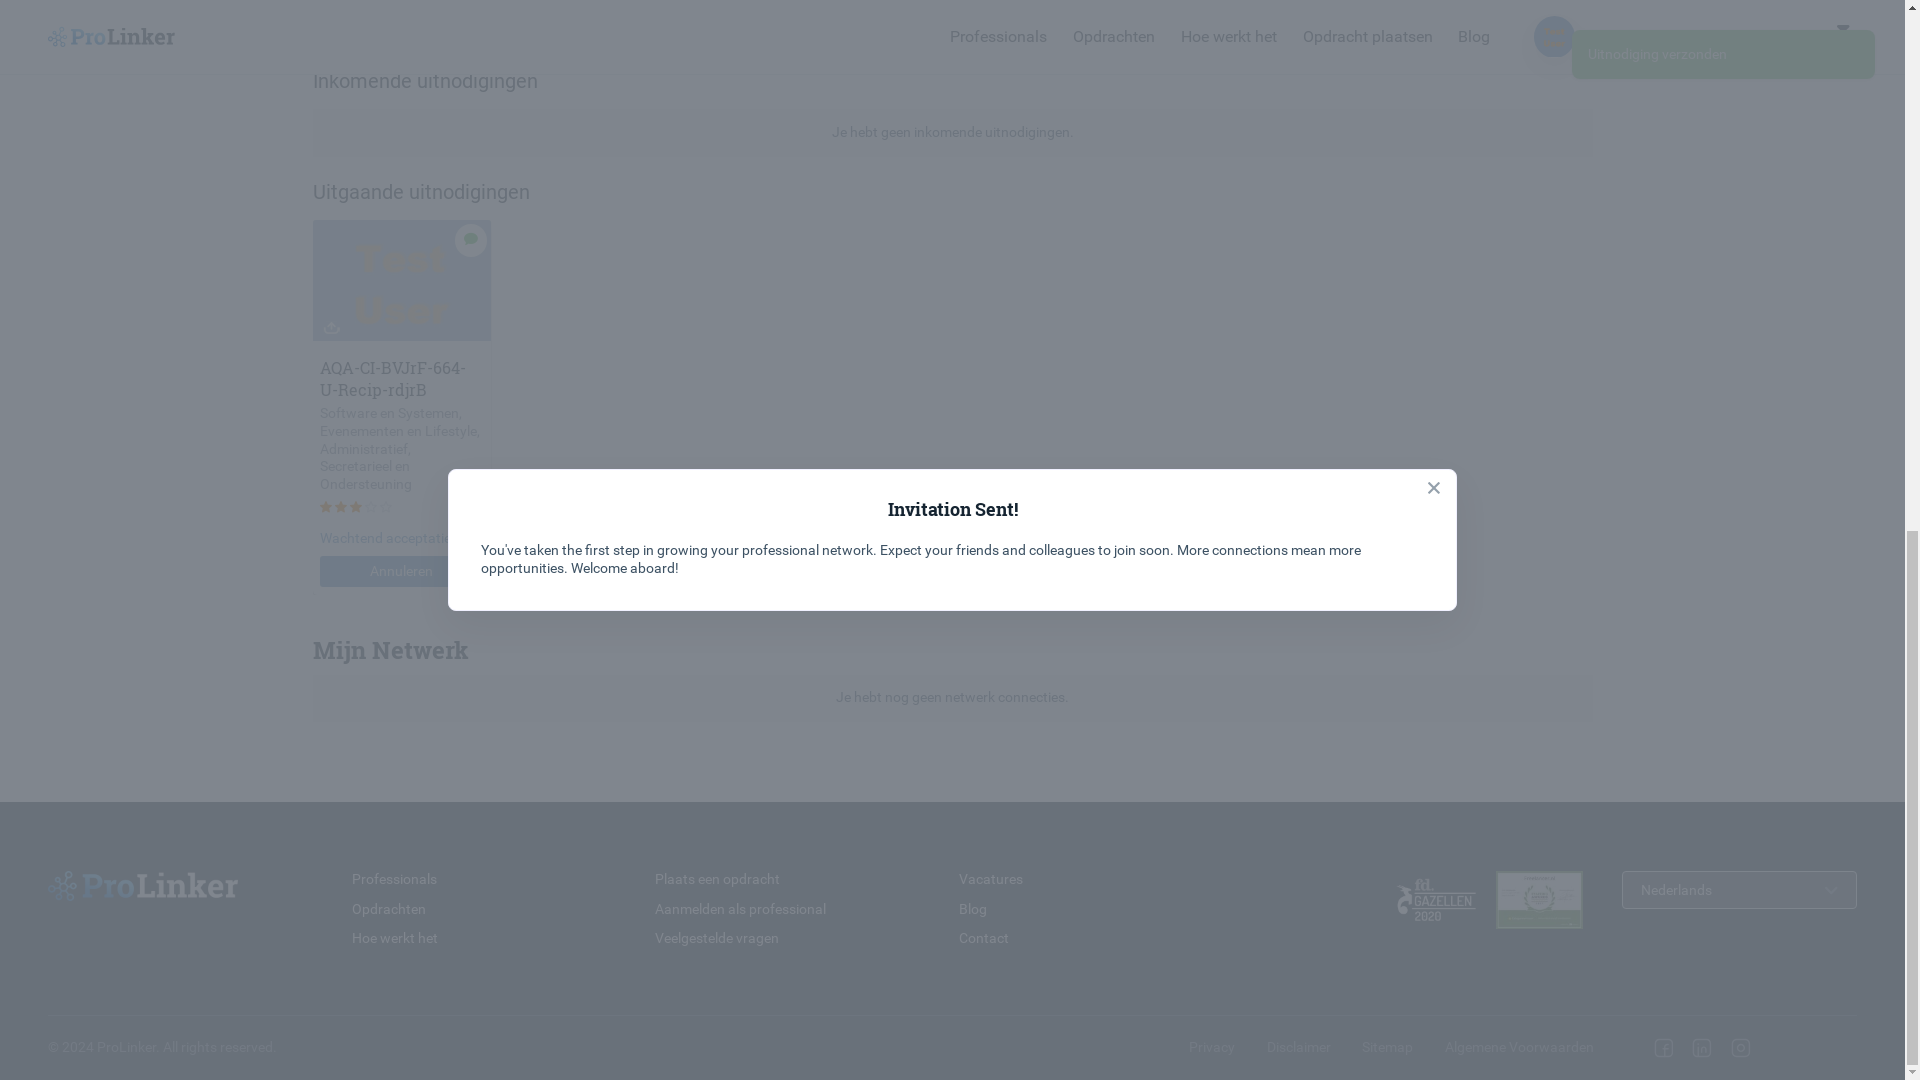 ProLinker
Professionals
Opdrachten
Hoe werkt het
Opdracht plaatsen
Blog
Uitnodiging verzonden
Inkomende uitnodigingen
Je hebt geen inkomende uitnodigingen.
Uitgaande uitnodigingen
Test
User
AQA-CI-BVJrF-664-
U-Recip-rdjrB
Software en Systemen,
Evenementen en Lifestyle,
Administratief,
Secretarieel en
Ondersteuning
Wachtend acceptatie
Annuleren
Invitation Sent!
You've taken the first step in growing your professional network. Expect your friends and colleagues to join soon. More connections mean more
opportunities. Welcome aboard!
Mijn Netwerk
Je hebt nog geen netwerk connecties.
ProLinker
Professionals
Opdrachten
Hoe werkt het
Plaats een opdracht
Aanmelden als professional
Veelgestelde vragen
Vacatures
Blog
Contact
fd.
GAZELLEN
2020
Nederlands
© 2024 ProLinker. All rights reserved
Privacy
Disclaimer
Sitemap
Algemene Voorwaarden